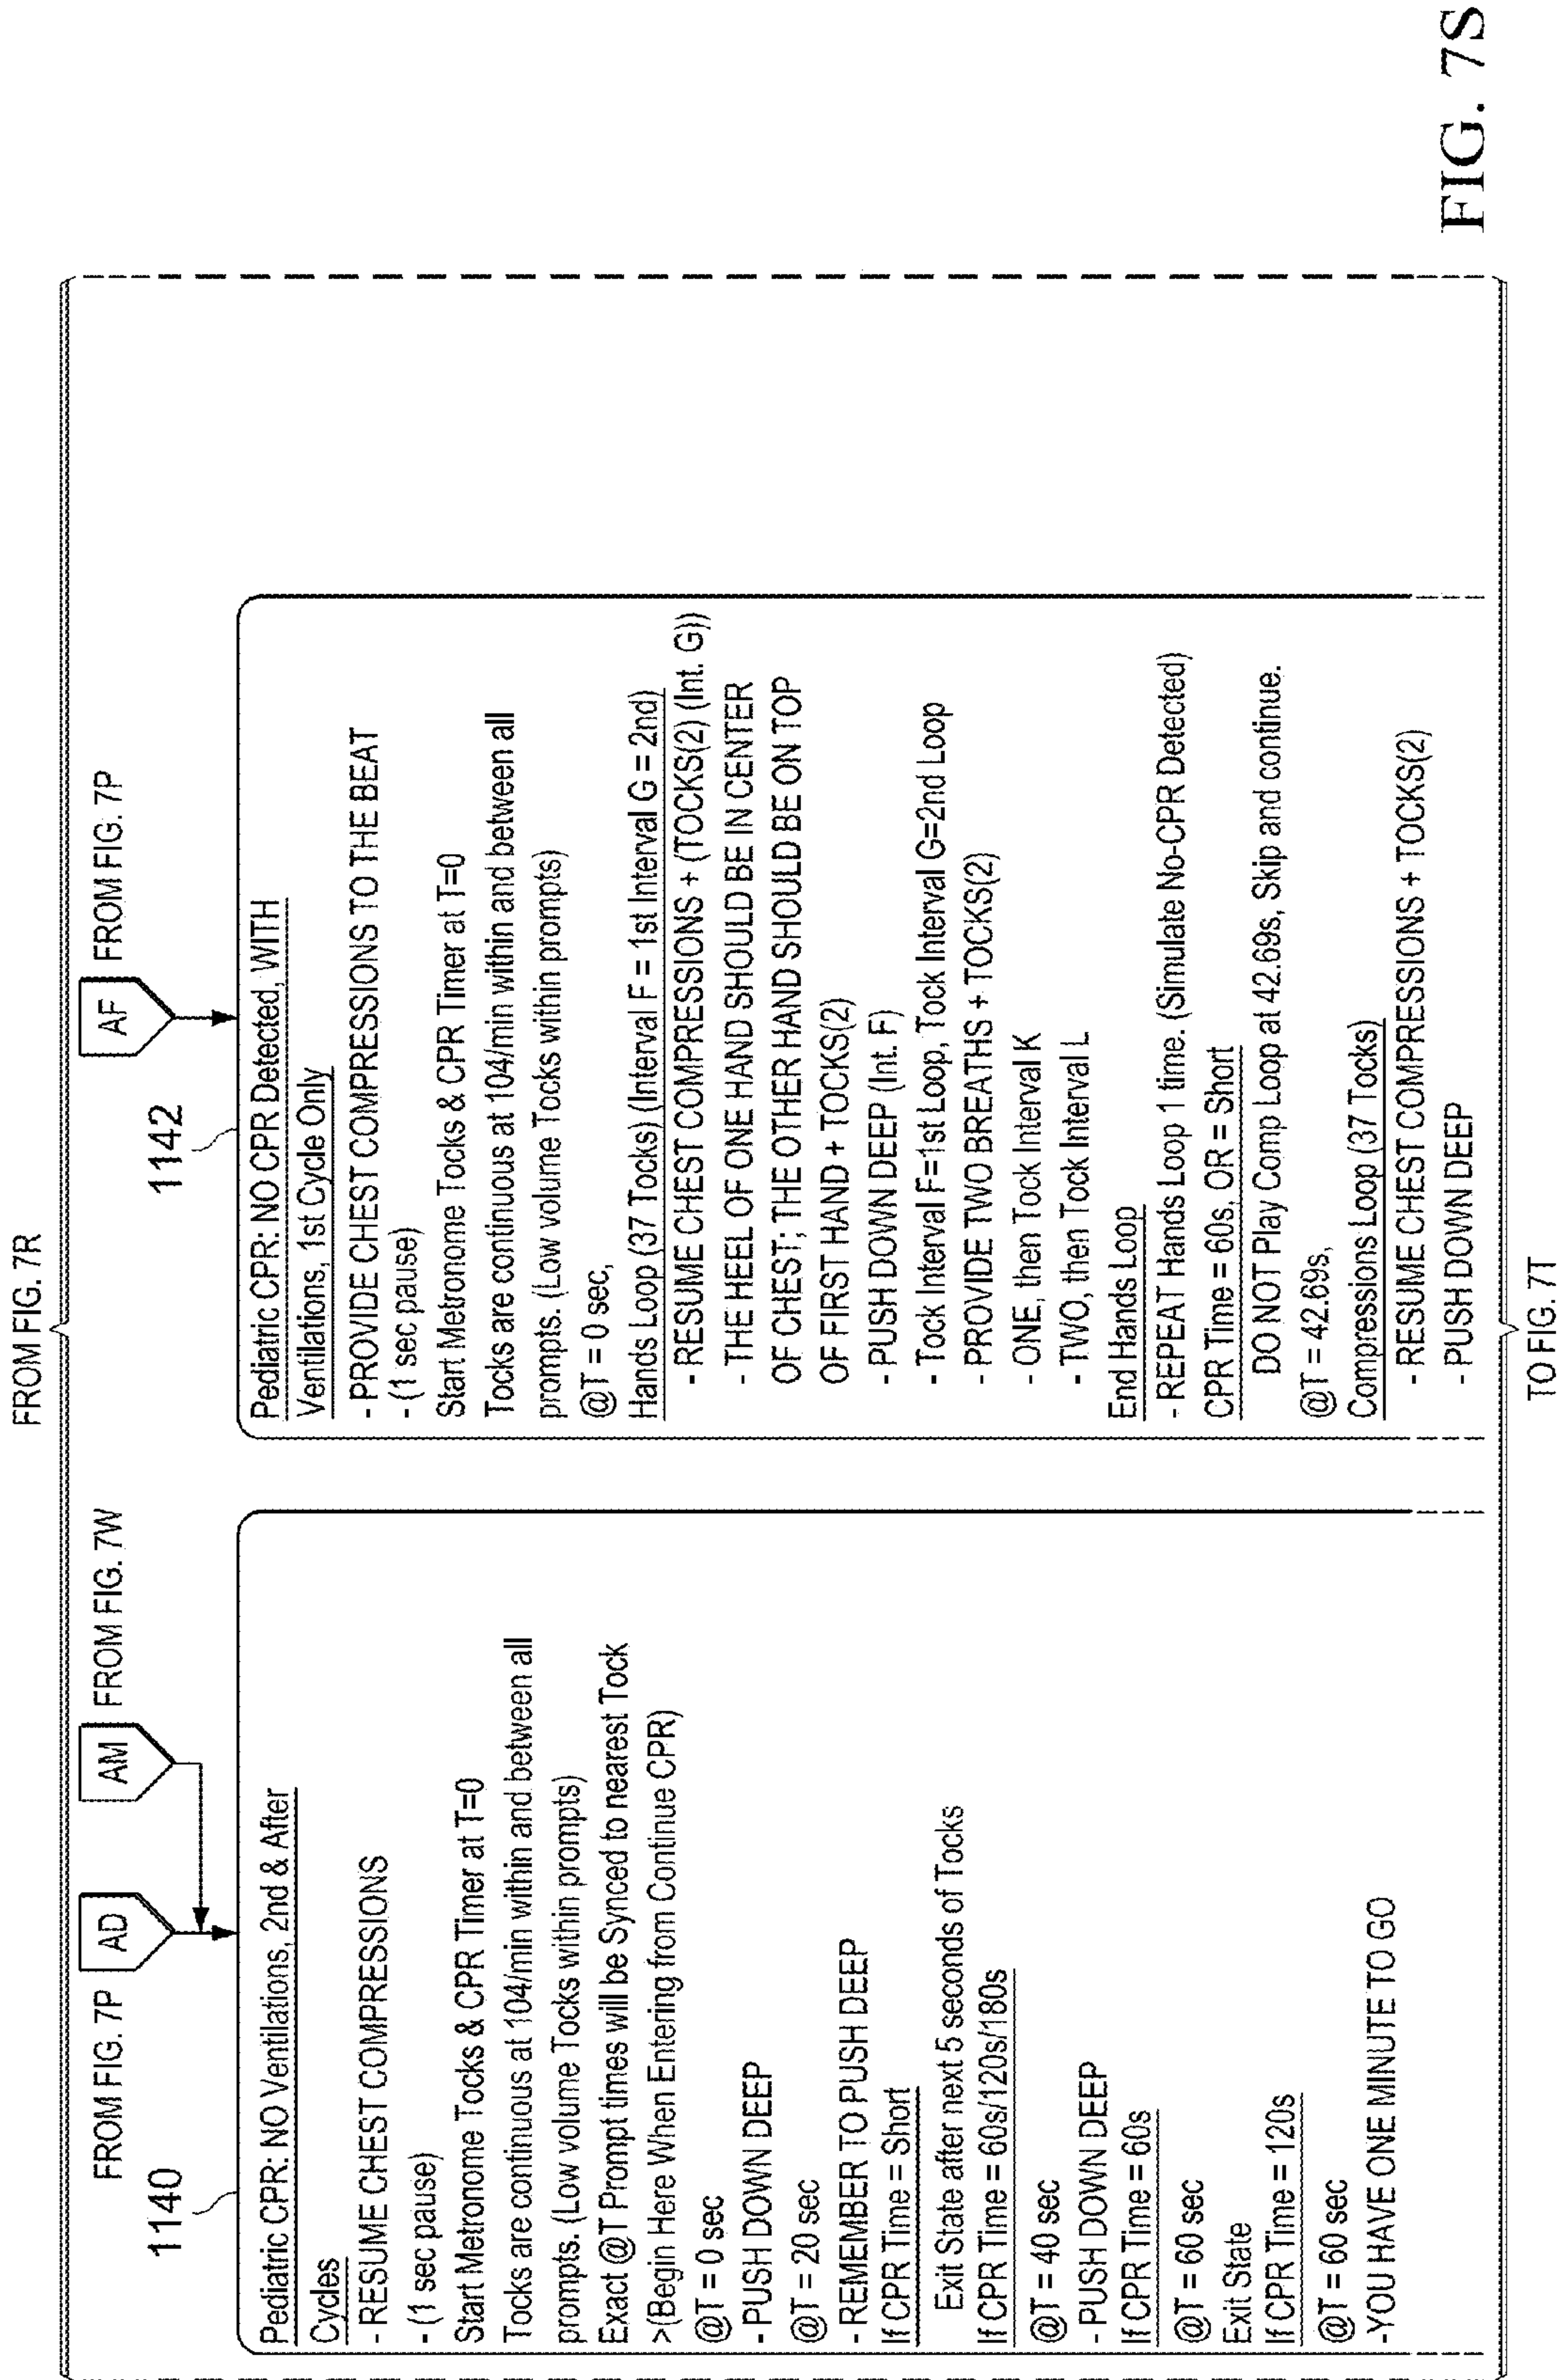 FROM FIG. 7R
FROM FIG. 7P
AD
AM
FROM FIG. 7W
1140
Pediatric CPR: NO Ventilations, 2nd & After
Cycles
- RESUME CHEST COMPRESSIONS
- (1 sec pause)
Start Metronome Tocks & CPR Timer at T=0
Tocks are continuous at 104/min within and between all
prompts. (Low volume Tocks within prompts)
Exact @T Prompt times will be Synced to nearest Tock
>(Begin Here When Entering from Continue CPR)
@T = 0 sec
- PUSH DOWN DEEP
@T = 20 sec
- REMEMBER TO PUSH DEEP
If CPR Time = Short
Exit State after next 5 seconds of Tocks
If CPR Time = 60s/120s/180s
@T = 40 sec
- PUSH DOWN DEEP
If CPR Time = 60s
@T = 60 sec
Exit State
If CPR Time = 120s
@T = 60 sec
-YOU HAVE ONE MINUTE TO GO
AF
FROM FIG. 7P
1142
Pediatric CPR: NO CPR Detected, WITH
Ventilations, 1st Cycle Only
- PROVIDE CHEST COMPRESSIONS TO THE BEAT
- (1 sec pause)
Start Metronome Tocks & CPR Timer at T=0
Tocks are continuous at 104/min within and between all
prompts. (Low volume Tocks within prompts)
@T = 0 sec,
Hands Loop (37 Tocks) (Interval F = 1st Interval G = 2nd)
- RESUME CHEST COMPRESSIONS + (TOCKS(2) (Int. G))
- THE HEEL OF ONE HAND SHOULD BE IN CENTER
OF CHEST; THE OTHER HAND SHOULD BE ON TOP
OF FIRST HAND + TOCKS(2)
- PUSH DOWN DEEP (Int. F)
- Tock Interval F=1st Loop, Tock Interval G=2nd Loop
- PROVIDE TWO BREATHS + TOCKS(2)
- ONE, then Tock Interval K
- TWO, then Tock Interval L
End Hands Loop
- REPEAT Hands Loop 1 time. (Simulate No-CPR Detected)
CPR Time = 60s, OR = Short
DO NOT Play Comp Loop at 42.69s, Skip and continue.
@T = 42.69s,
Compressions Loop (37 Tocks)
- RESUME CHEST COMPRESSIONS + TOCKS(2)
- PUSH DOWN DEEP
TO FIG. 7T
FIG. 7S